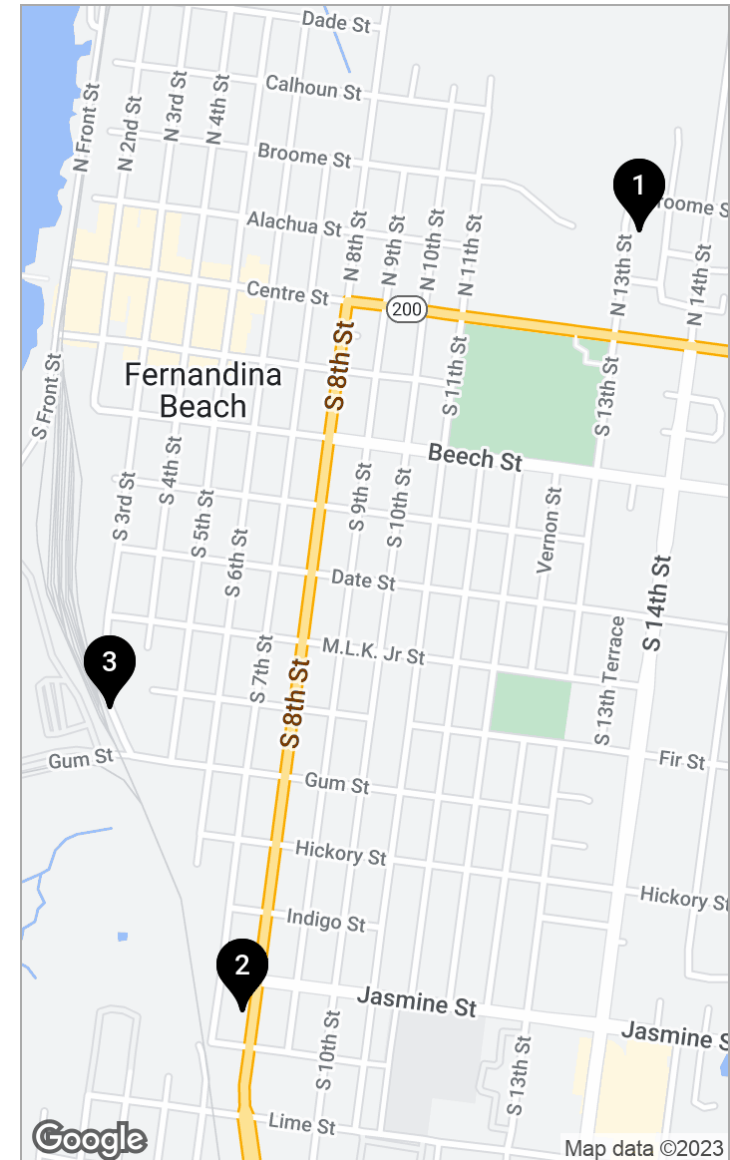 Dade St
Calhoun St
N Front St
N 2nd St
N 3rd St
N 4th St
Broome St
1
roome S
Alachua St
N 8th St
N 9th St
N 10th St
N 11th St
N 13th St
N 14th St
Centre St
200
S Front St
Fernandina
Beach
S 8th St
S 11th St
S 13th St
Beech St
S 3rd St
S 4th St
S 5th St
S 6th St
S 9th St
S 10th St
Vernon St
Date St
S 14th St
M.L.K. Jr St
S 7th St
S 13th Terrace
3
S 8th St
Gum St
Fir St
Gum St
Hickory St
Hickory St
Indigo St
2
Jasmine St
Jasmine S
S 10th St
S 13th St
Lime St
Google
Map data ©2023